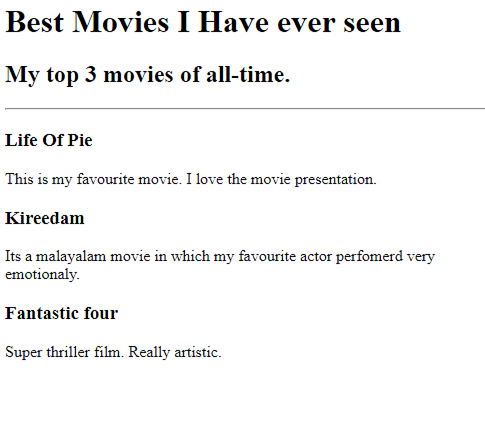 Best Movies I Have ever seen
My top 3 movies of all-time.
Life Of Pie
This is my favourite movie. I love the movie presentation.
Kireedam
Its a malayalam movie in which my favourite actor perfomerd very
emotionaly.
Fantastic four
Super thriller film. Really artistic.